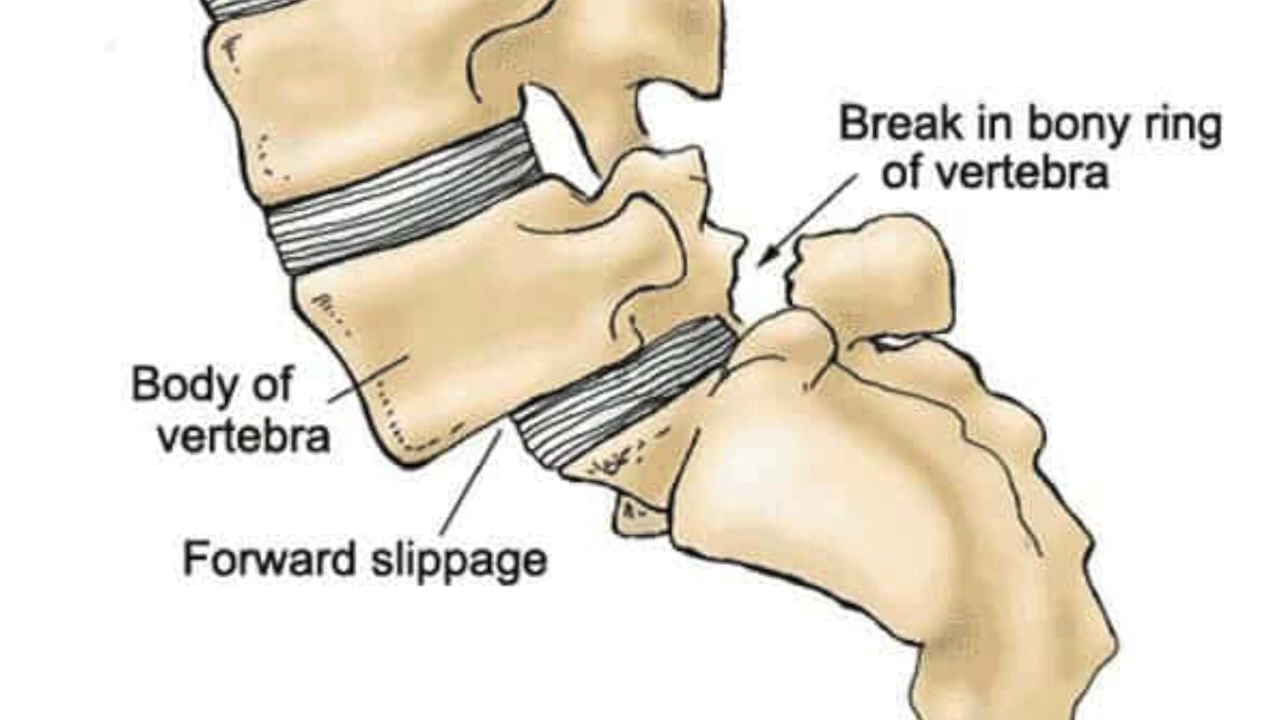 Break in bony ring
of vertebra
Body of
vertebra
Forward slippage